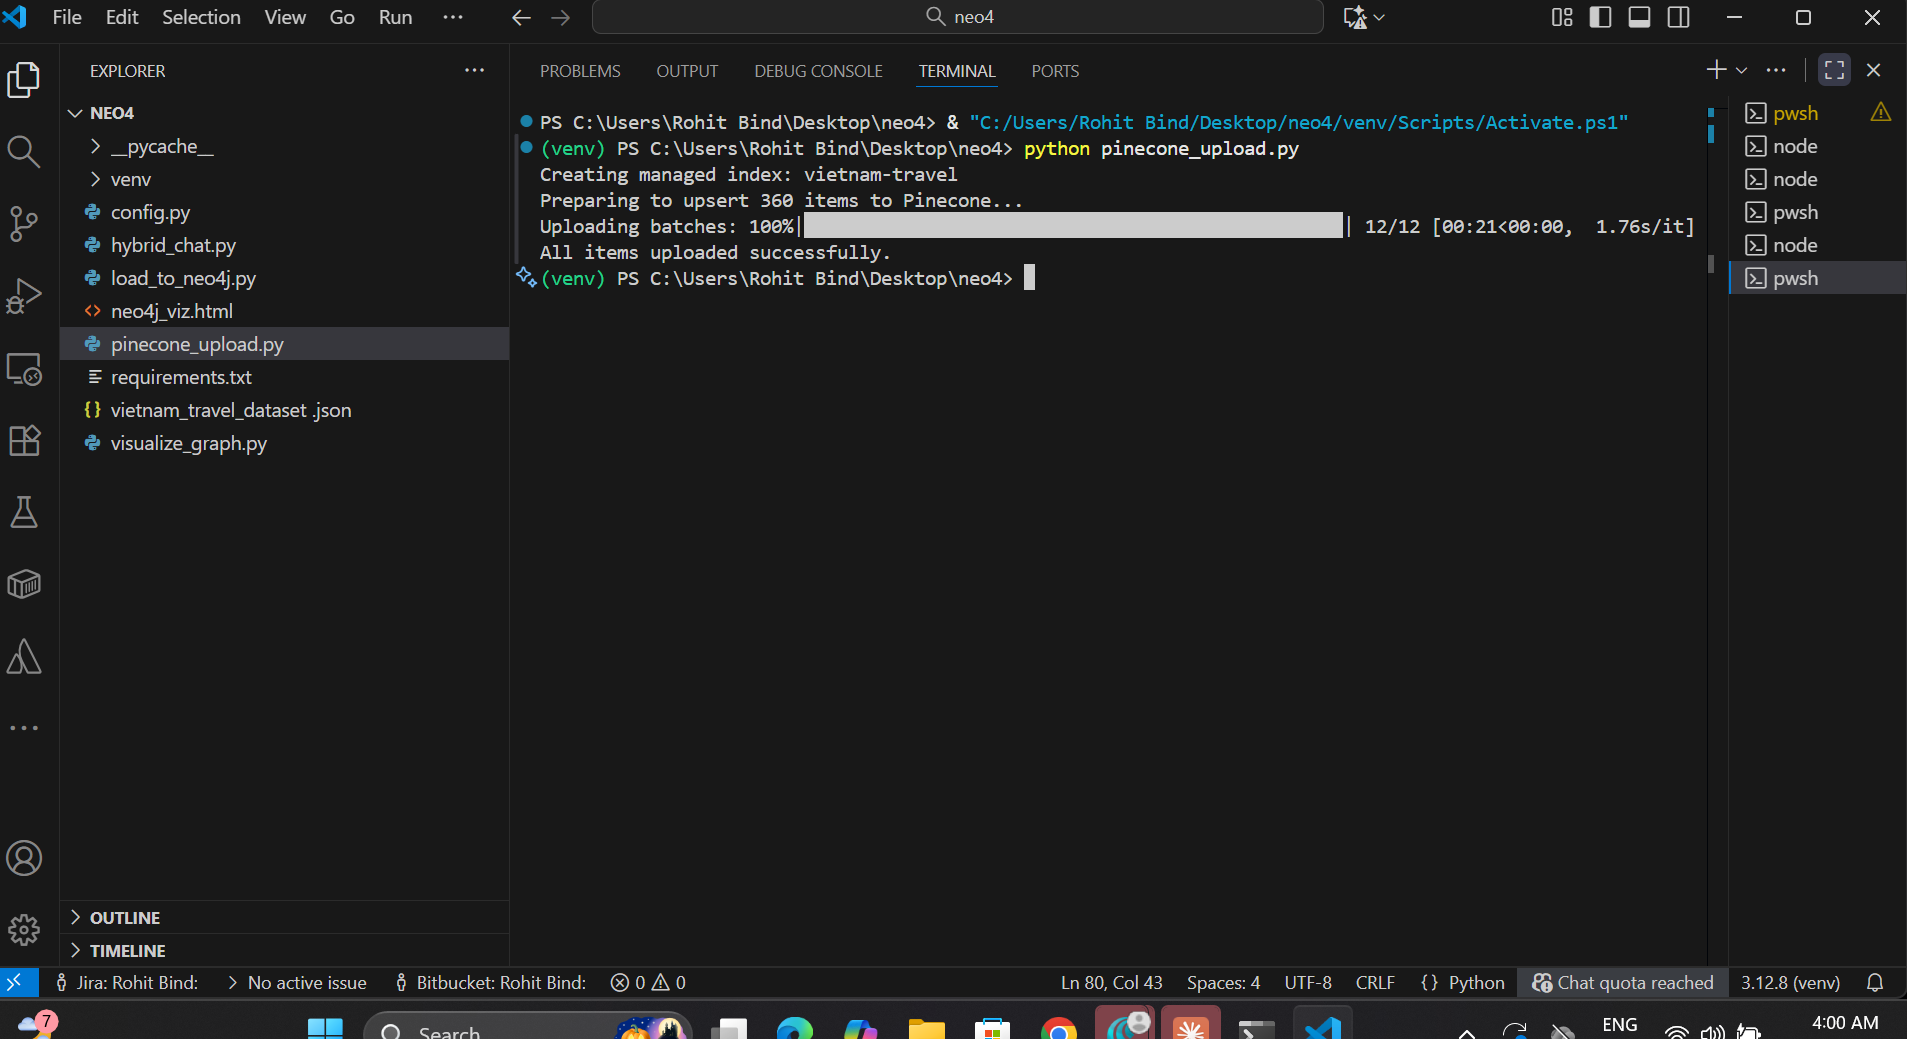 File Edit Selection View Go Run ···
neo4
EXPLORER
NEO4
__pycache__
venv
config.py
hybrid_chat.py
load_to_neo4j.py
neo4j_viz.html
pinecone_upload.py
requirements.txt
vietnam_travel_dataset .json
visualize_graph.py
OUTLINE
TIMELINE
PROBLEMS OUTPUT DEBUG CONSOLE TERMINAL PORTS
PS C:\Users\Rohit Bind\Desktop\neo4> & "C:/Users/Rohit Bind/Desktop/neo4/venv/Scripts/Activate.ps1"
(venv) PS C:\Users\Rohit Bind\Desktop\neo4> python pinecone_upload.py
Creating managed index: vietnam-travel
Preparing to upsert 360 items to Pinecone...
Uploading batches: 100%| | 12/12 [00:21<00:00, 1.76s/it]
All items uploaded successfully.
(venv) PS C:\Users\Rohit Bind\Desktop\neo4>
pwsh
node
node
pwsh
node
pwsh
Jira: Rohit Bind: No active issue Bitbucket: Rohit Bind: 0 0 Ln 80, Col 43 Spaces: 4 UTF-8 CRLF {} Python Chat quota reached 3.12.8 (venv)
7 Search ENG 4:00 AM